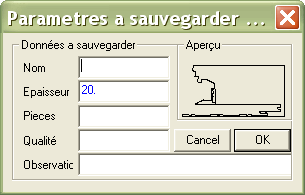 Parametres a sauvegarder ...
Données a sauvegarder
Aperçu
Nom
Epaisseur 20.
Pieces
Qualité
Cancel OK
Observatic